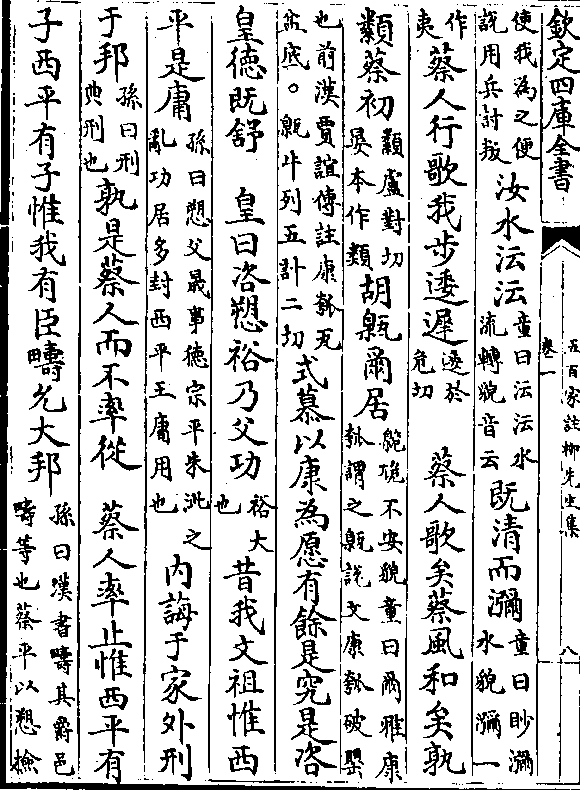 欽定四庫全書
五百家註柳先生集
卷一
八
使我為之便
說用兵討叛
汝水沄沄
童曰沄沄水
流轉貌音云
既清而瀰
童曰眇瀰
水貌瀰一
作
夷
蔡人行歌我步逶遲
逶於
危切
蔡人歌矣蔡風和矣孰
纇蔡初
纇盧對切
晏本作類
胡甈爾居
臲卼不安貌童曰爾雅康
瓠謂之甈說文康瓠破罌
也前漢賈誼傳註康瓠瓦
盆底。甈牛列五計二切
式慕以康為愿有餘是究是咨
皇德既舒 皇曰咨愬裕乃父功
裕大
也
昔我文祖惟西
平是庸
孫曰愬父晟事德宗平朱泚之
亂功居多封西平王庸用也
内誨于家外刑
于邦
孫曰刑
典刑也
孰是蔡人而不率從 蔡人率止惟西平有
子西平有子惟我有臣疇允大邦
孫曰漢書疇其爵邑
疇等也蔡平以愬檢